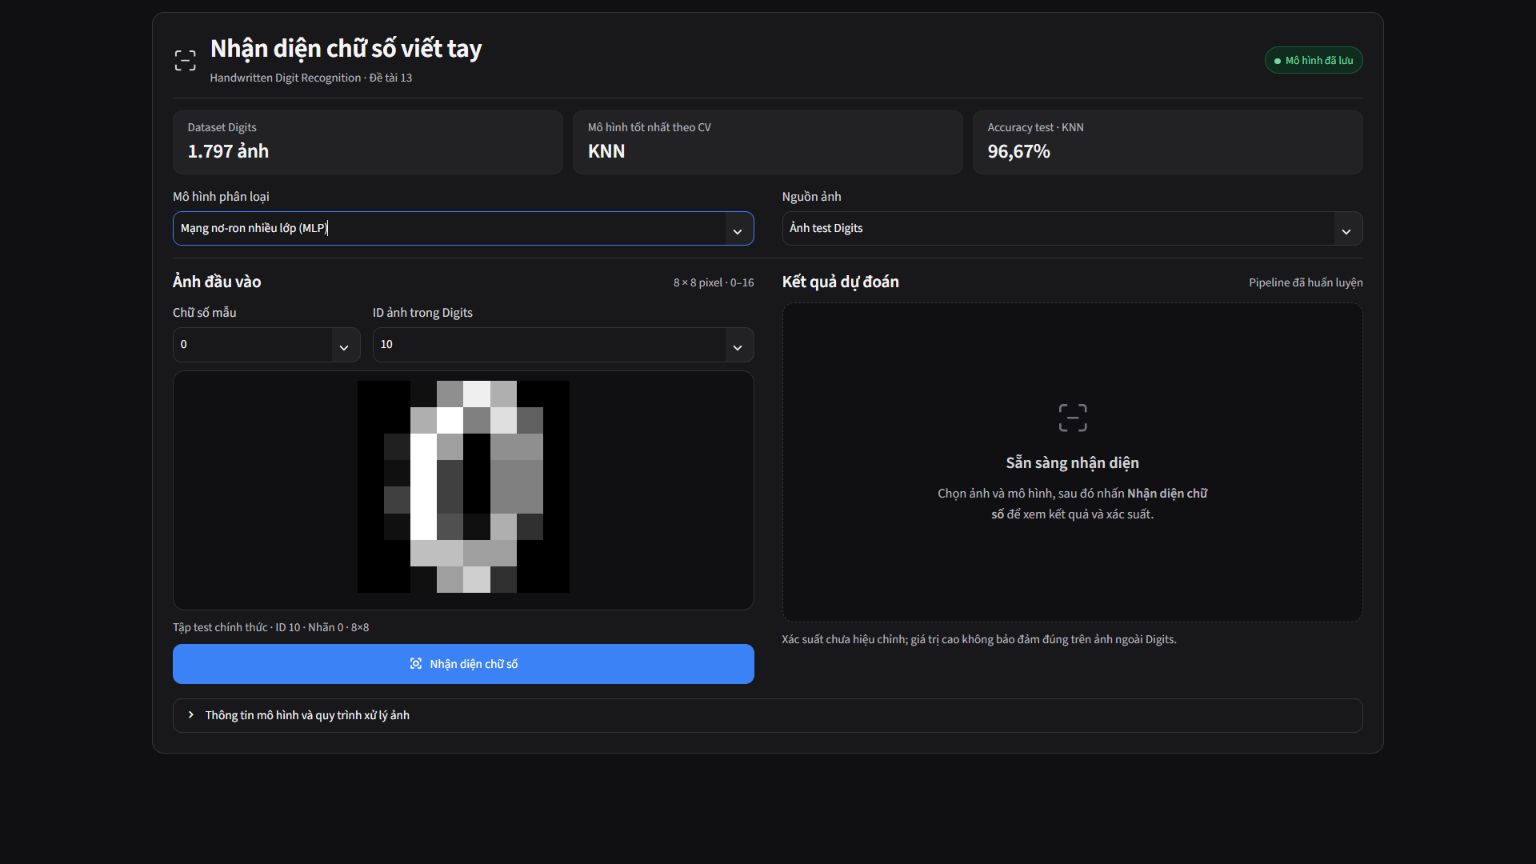 Nhận diện chữ số viết tay
Handwritten Digit Recognition · Đề tài 13
Mô hình đã lưu
Dataset Digits
1.797 ảnh
Mô hình tốt nhất theo CV
KNN
Accuracy test · KNN
96,67%
Mô hình phân loại
Mạng nơ-ron nhiều lớp (MLP)
Nguồn ảnh
Ảnh test Digits
Ảnh đầu vào
8 × 8 pixel · 0–16
Chữ số mẫu
0
ID ảnh trong Digits
10
Tập test chính thức · ID 10 · Nhãn 0 · 8×8
Nhận diện chữ số
Kết quả dự đoán
Pipeline đã huấn luyện
Sẵn sàng nhận diện
Chọn ảnh và mô hình, sau đó nhấn Nhận diện chữ
số để xem kết quả và xác suất.
Xác suất chưa hiệu chỉnh; giá trị cao không bảo đảm đúng trên ảnh ngoài Digits.
Thông tin mô hình và quy trình xử lý ảnh